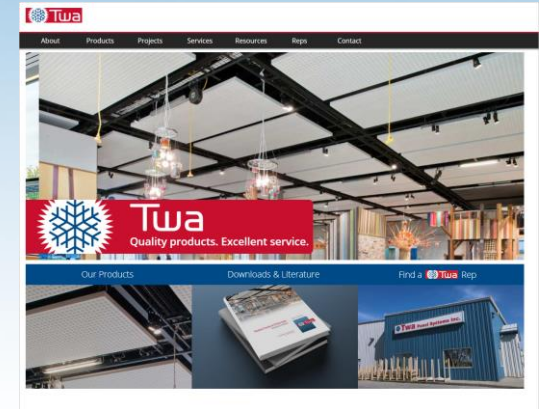 Twa
About Products Projects Services Resources Reps Contact
Twa
Quality products. Excellent service.
Our Products Downloads & Literature Find a Twa Rep
Twa Panel Systems Inc.